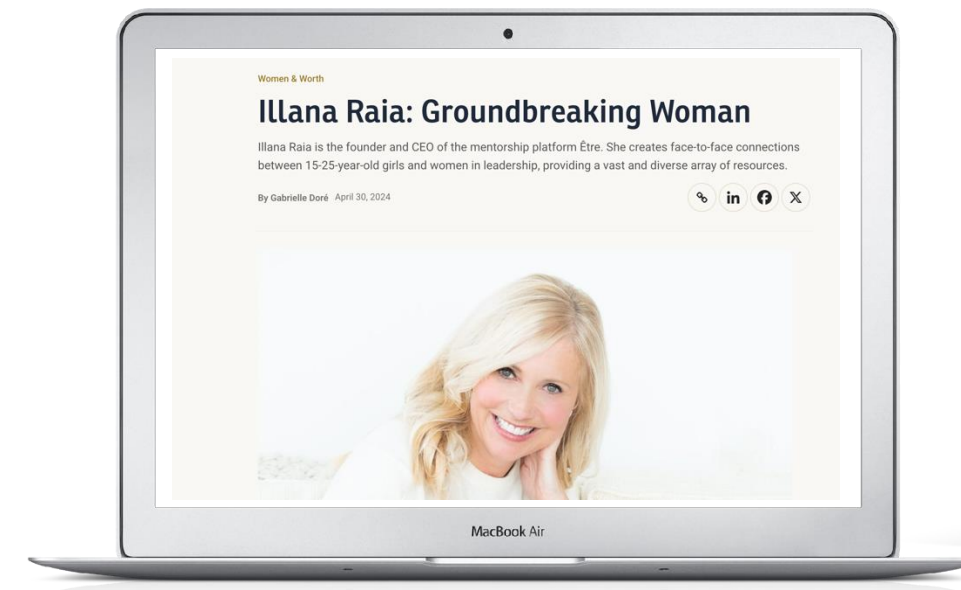 Women & Worth
Illana Raia: Groundbreaking Woman
Illana Raia is the founder and CEO of the mentorship platform Être. She creates face-to-face connections
between 15-25-year-old girls and women in leadership, providing a vast and diverse array of resources.
By Gabrielle Doré April 30, 2024
in
X
MacBook Air